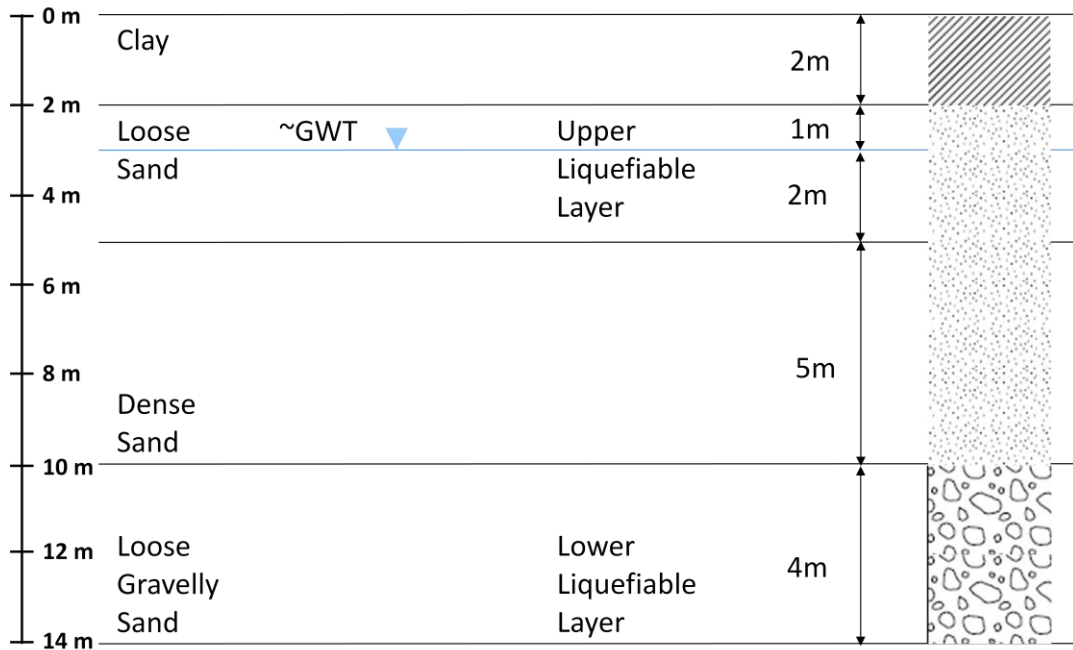 0 m
Clay
2m
2 m
Loose ~GWT Upper 1m
Sand Liquefiable
4 m Layer 2m
6 m
5m
8 m
Dense
Sand
10 m
Loose Lower
12 m Gravelly Liquefiable 4m
Sand Layer
14 m